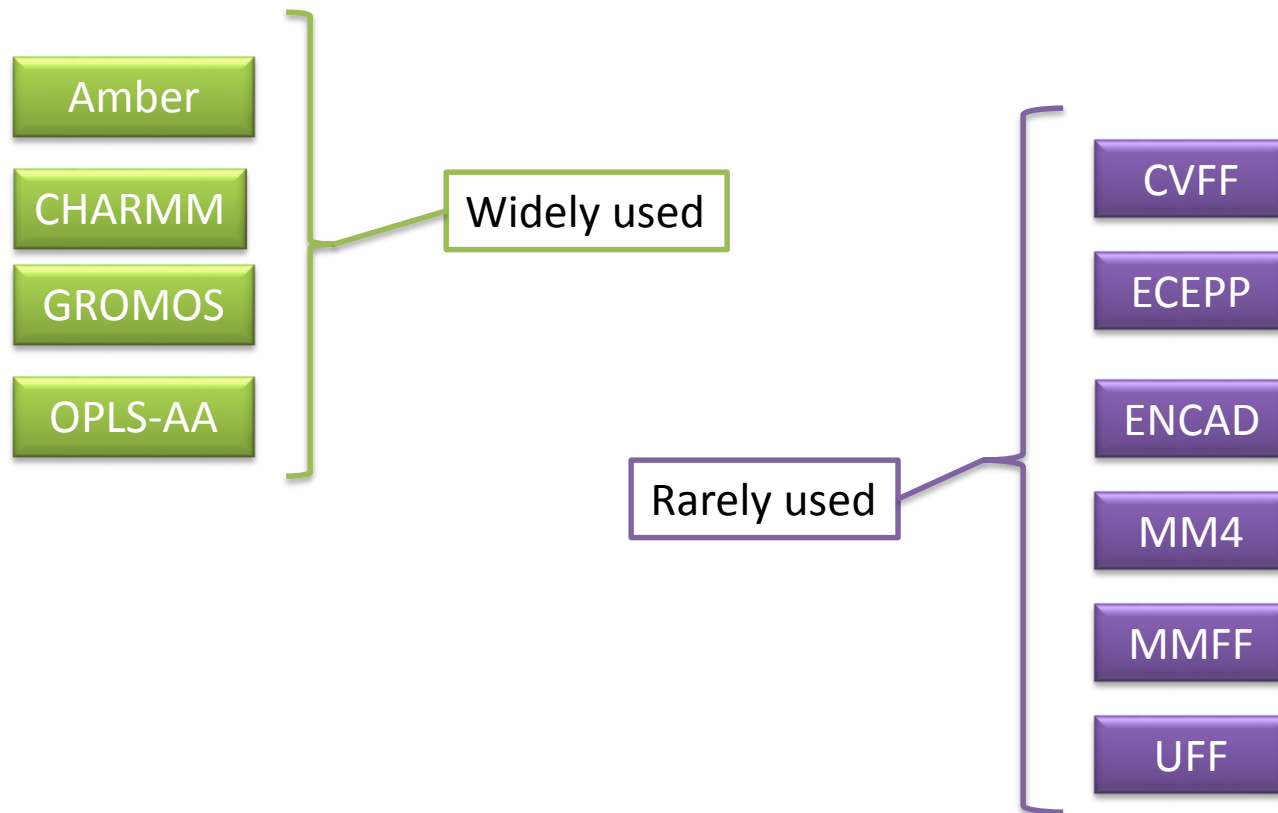 Amber
CHARMM
GROMOS
OPLS-AA
Widely used
Rarely used
CVFF
ECEPP
ENCAD
MM4
MMFF
UFF